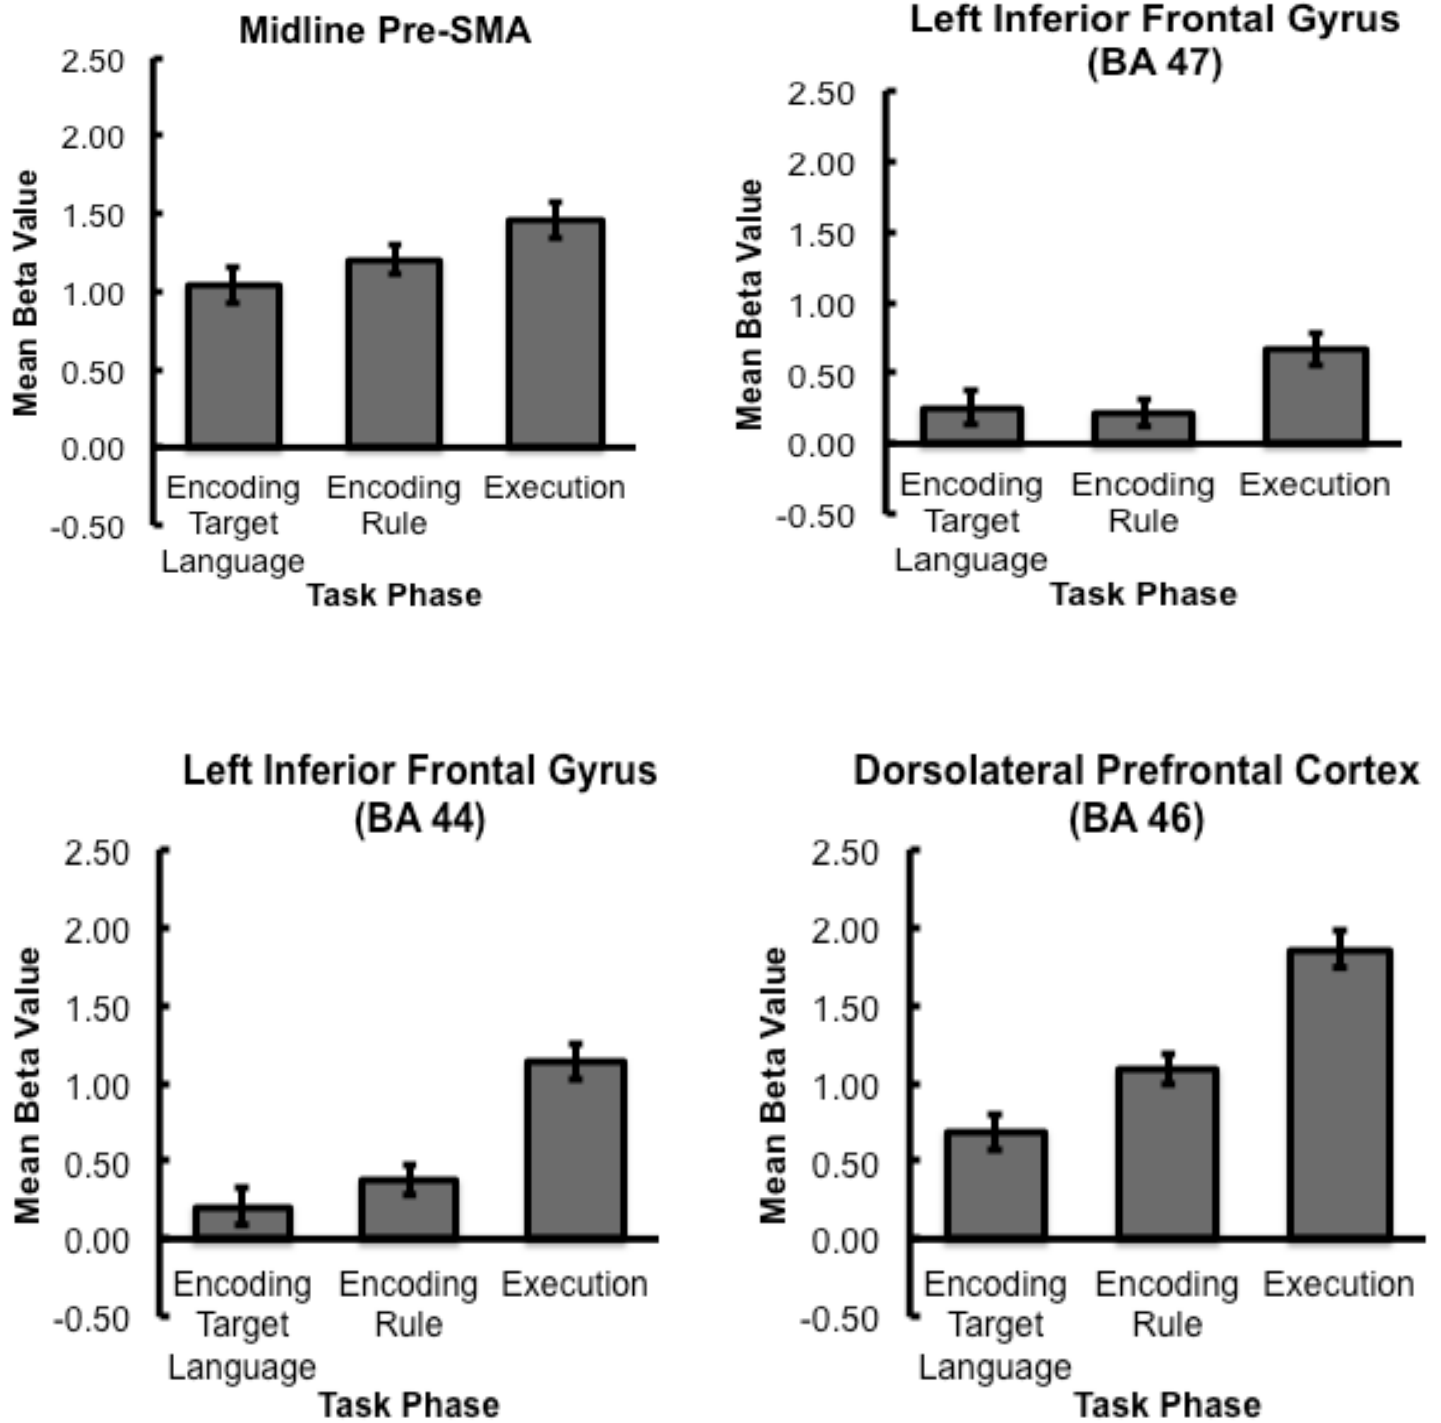 Midline Pre-SMA
2.50
2.00
1.50
1.00
0.50
0.00
-0.50
Mean Beta Value
Encoding Encoding Execution
Target Rule
Language
Task Phase
Left Inferior Frontal Gyrus
(BA 47)
2.50
2.00
1.50
1.00
0.50
0.00
-0.50
Mean Beta Value
Encoding Encoding Execution
Target Rule
Language
Task Phase
Left Inferior Frontal Gyrus
(BA 44)
2.50
2.00
1.50
1.00
0.50
0.00
-0.50
Mean Beta Value
Encoding Encoding Execution
Target Rule
Language
Task Phase
Dorsolateral Prefrontal Cortex
(BA 46)
2.50
2.00
1.50
1.00
0.50
0.00
-0.50
Mean Beta Value
Encoding Encoding Execution
Target Rule
Language
Task Phase